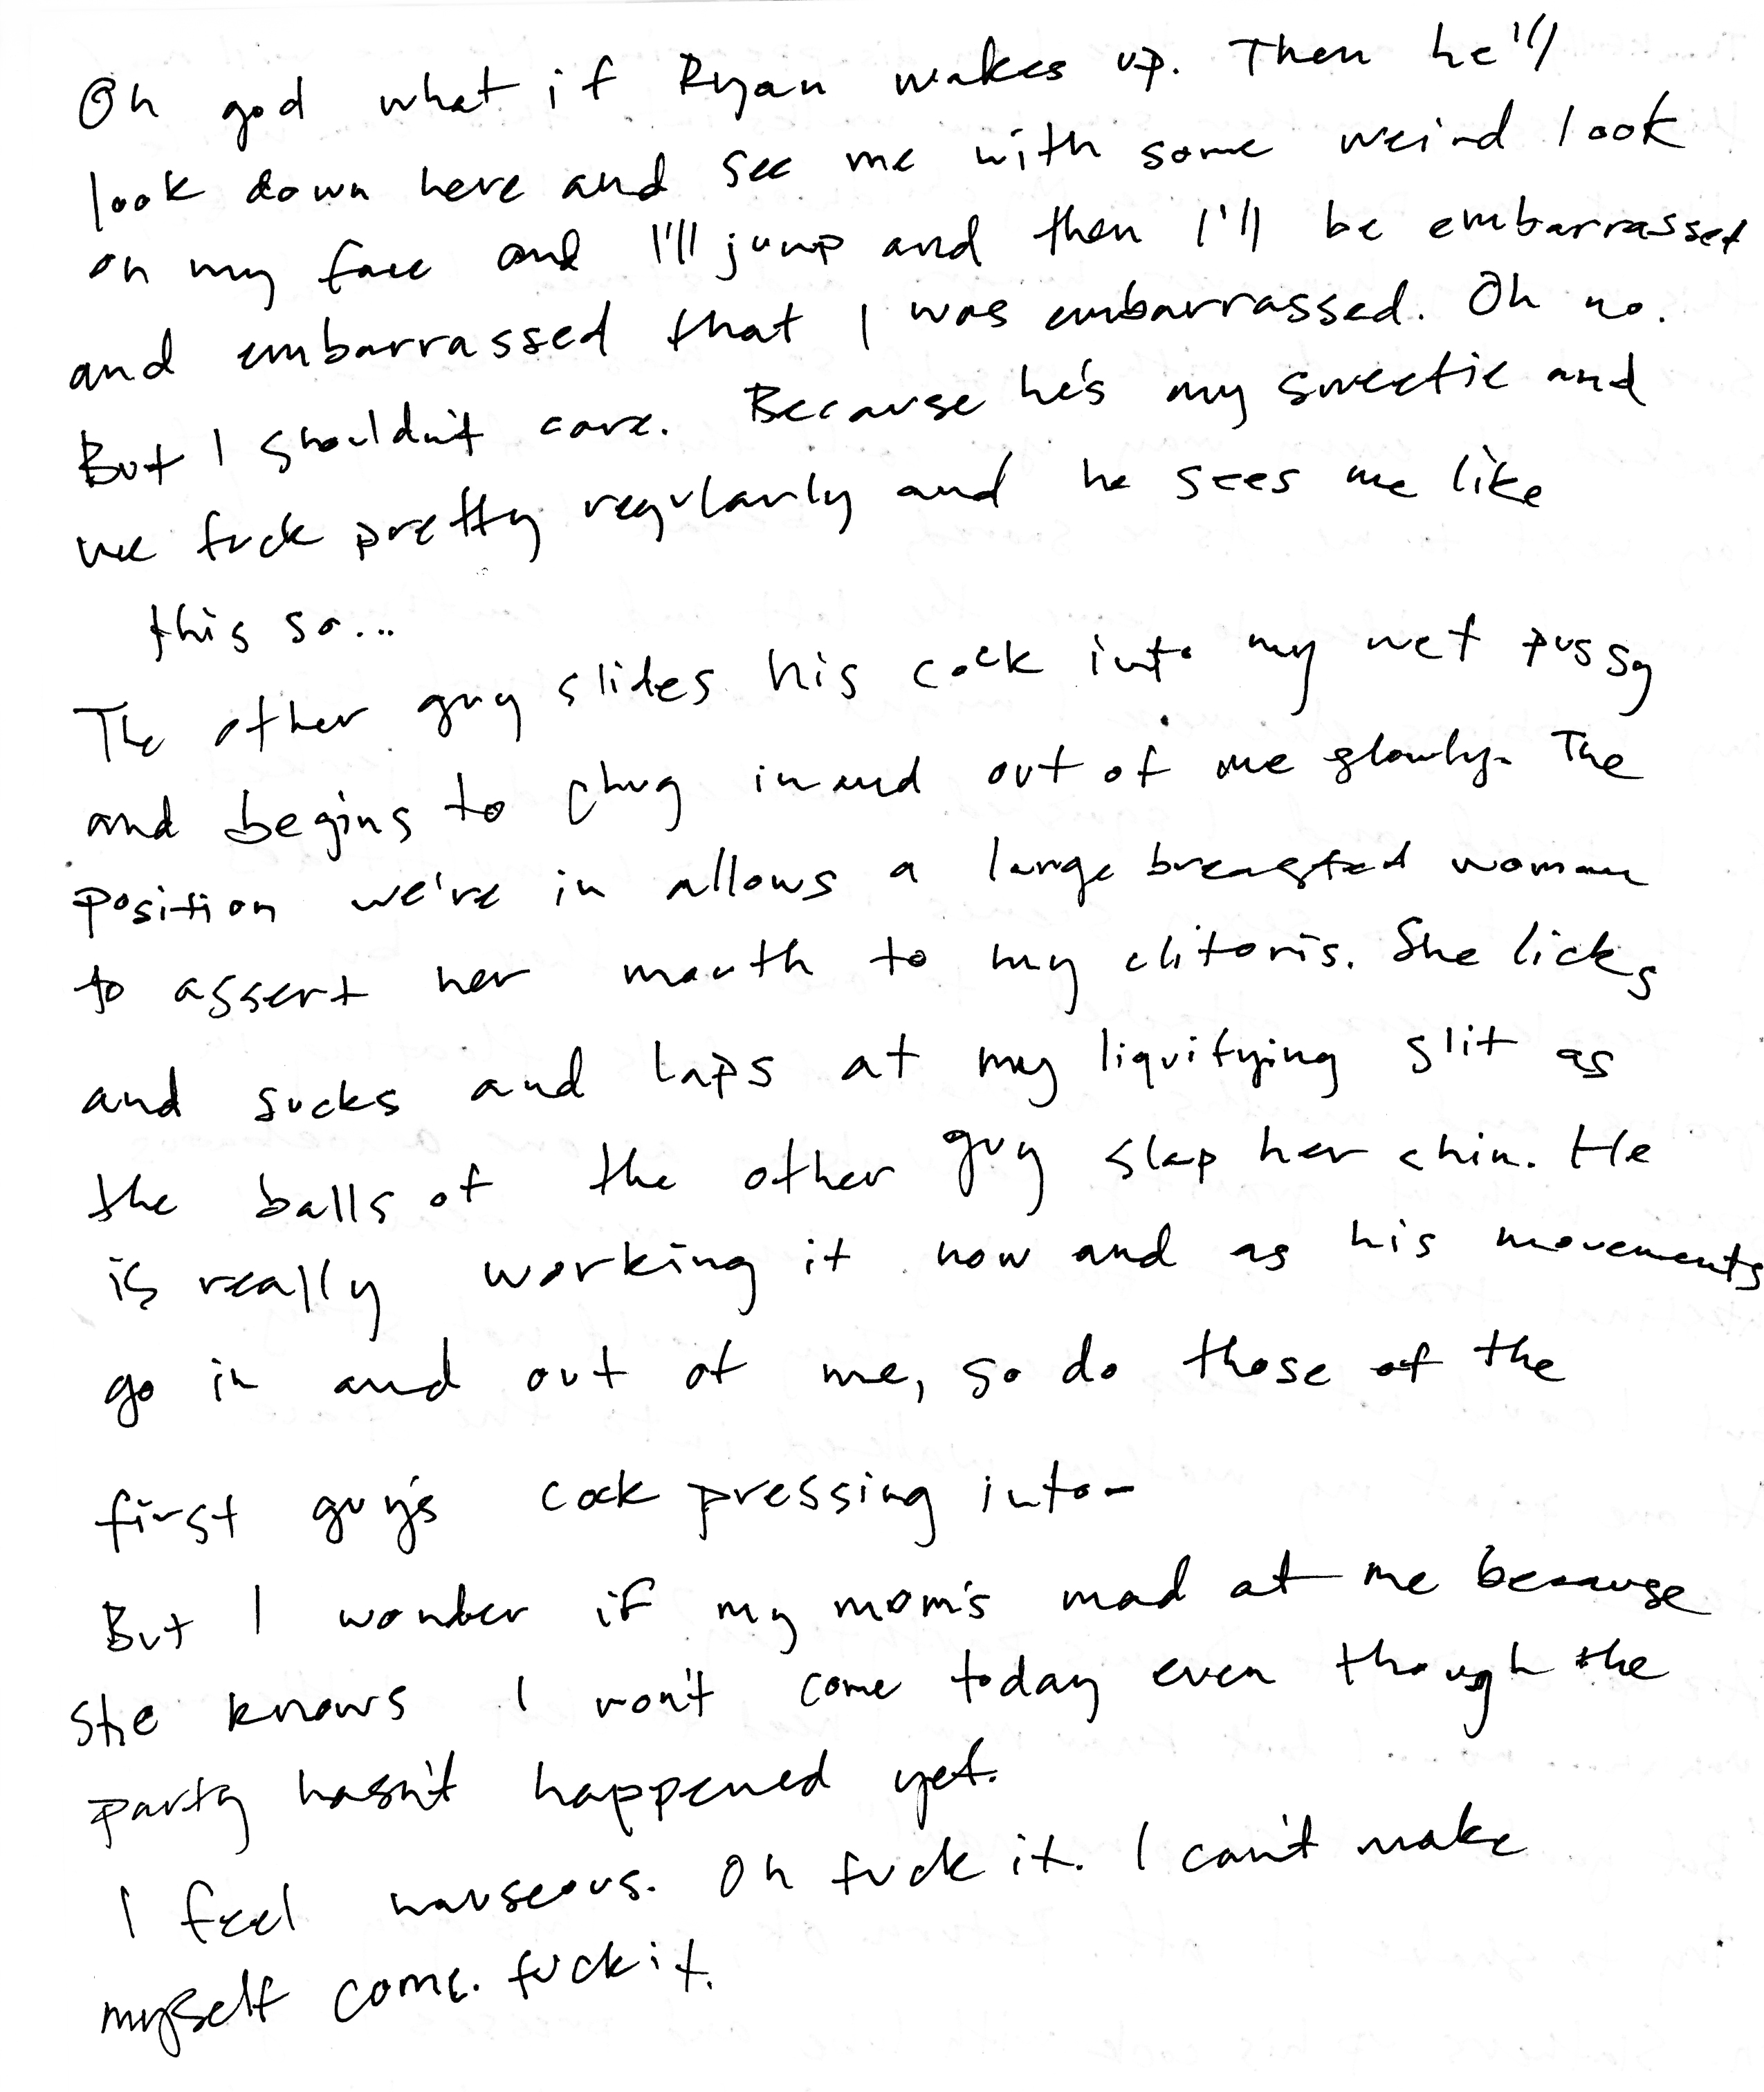 Oh god what if Ryan wakes up. Then he'll
look down here and see me with some weird look
on my face and I'll jump and then I'll be embarrassed
and embarrassed that I was embarrassed. Oh no.
But I shouldn't care. Because he's my sweetie and
we fuck pretty regularly and he sees me like
this so...
The other guy slides his cock into my wet pussy
and begins to chug in and out of me slowly. The
position we're in allows a large breasted woman
to assert her mouth to my clitoris. She licks
and sucks and laps at my liquifying slit as
the balls of the other guy slap her chin. He
is really working it now and as his movements
go in and out of me, so do those of the
first guy's cock pressing into-
But I wonder if my mom's mad at me because
she knows I won't come today even though the
party hasn't happened yet.
I feel nauseous. Oh fuck it. I can't make
myself come. fuck it.